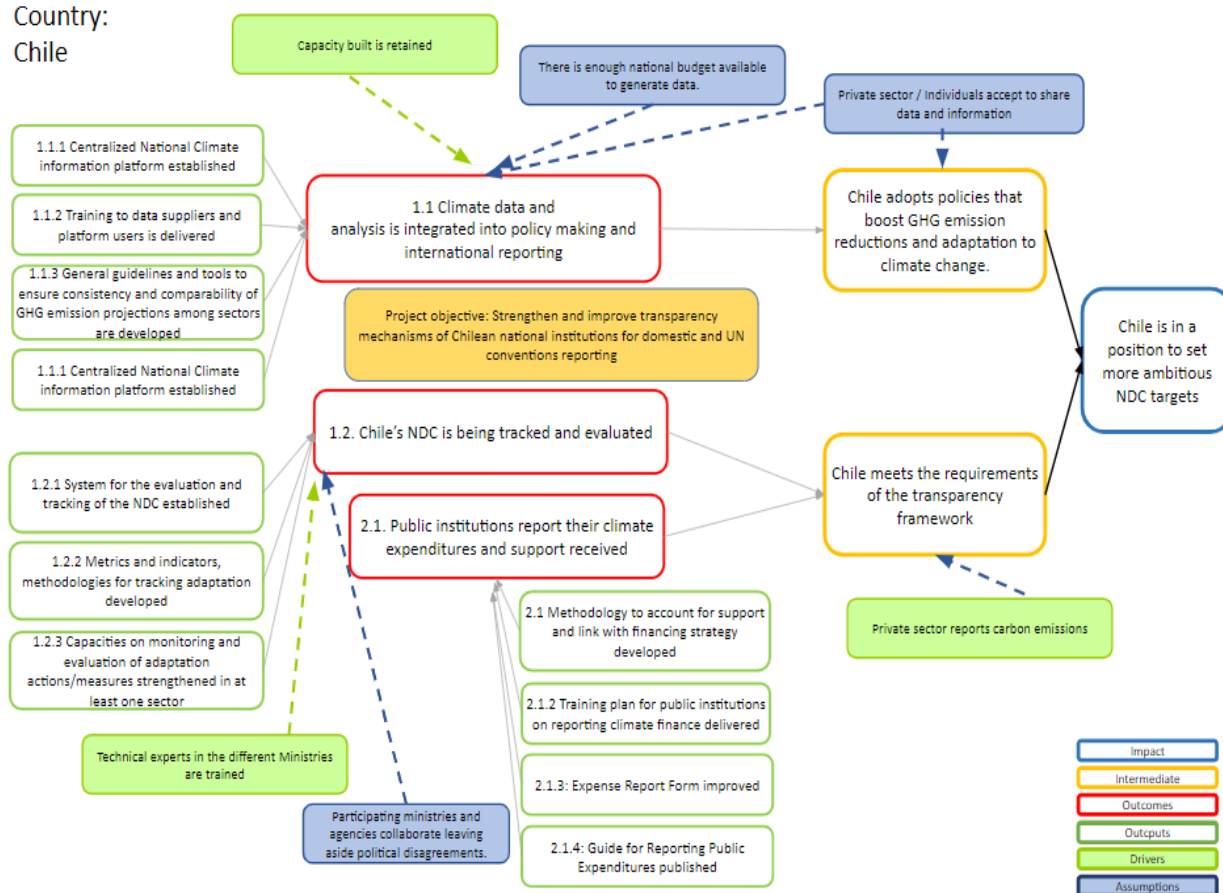 Country:
Chile
Capacity built is retained
There is enough national budget available
to generate data.
Private sector / Individuals accept to share
data and information
1.1.1 Centralized National Climate
information platform established
1.1.2 Training to data suppliers and
platform users is delivered
1.1.3 General guidelines and tools to
ensure consistency and comparability of
GHG emission projections among sectors
are developed
1.1.1 Centralized National Climate
information platform established
1.1 Climate data and
analysis is integrated into policy making and
international reporting
Chile adopts policies that
boost GHG emission
reductions and adaptation to
climate change.
Project objective: Strengthen and improve transparency
mechanisms of Chilean national institutions for domestic and UN
conventions reporting
Chile is in a
position to set
more ambitious
NDC targets
1.2. Chile's NDC is being tracked and evaluated
1.2.1 System for the evaluation and
tracking of the NDC established
1.2.2 Metrics and indicators,
methodologies for tracking adaptation
developed
1.2.3 Capacities on monitoring and
evaluation of adaptation
actions/measures strengthened in at
least one sector
2.1. Public institutions report their climate
expenditures and support received
Chile meets the requirements
of the transparency
framework
2.1 Methodology to account for support
and link with financing strategy
developed
2.1.2 Training plan for public institutions
on reporting climate finance delivered
2.1.3: Expense Report Form improved
2.1.4: Guide for Reporting Public
Expenditures published
Private sector reports carbon emissions
Technical experts in the different Ministries
are trained
Participating ministries and
agencies collaborate leaving
aside political disagreements.
Impact
Intermediate
Outcomes
Outcputs
Drivers
Assumptions